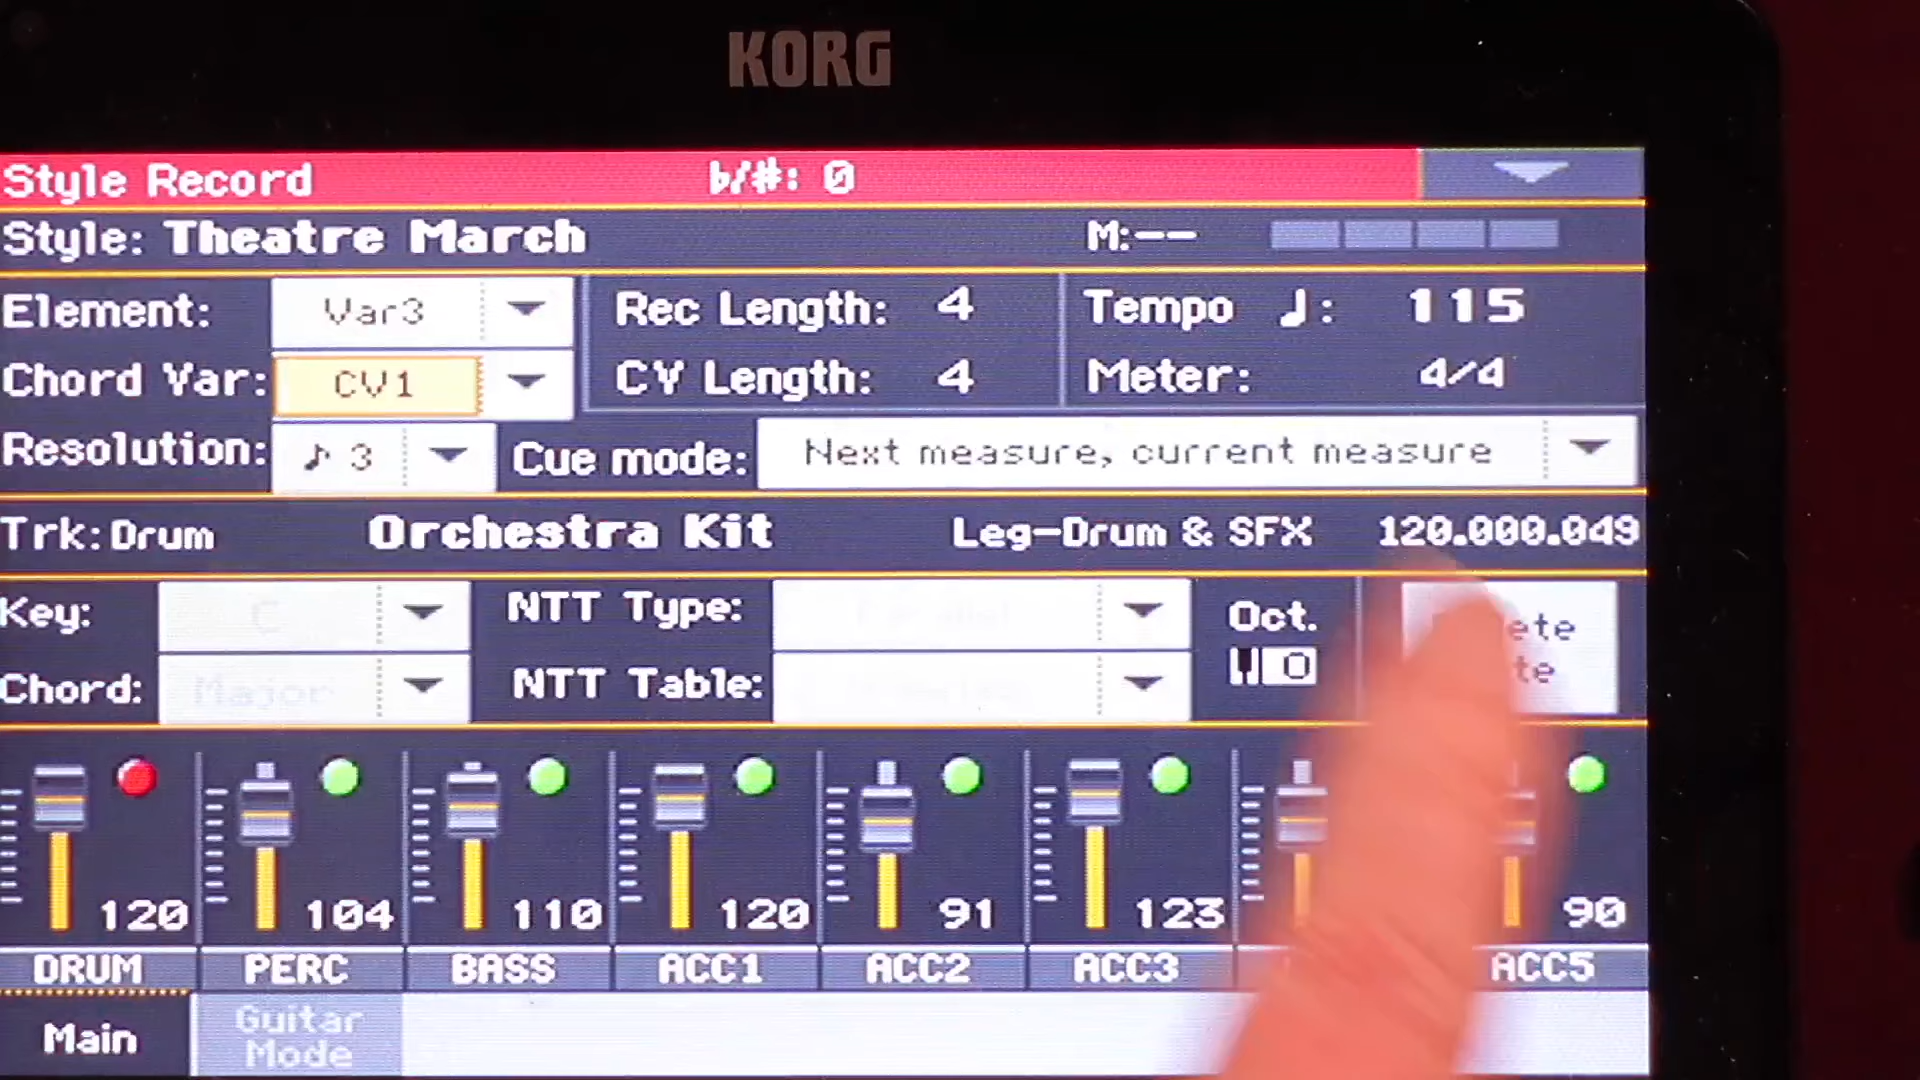 KORG
Style Record b/#: 0
Style: Theatre March M:--
Element: Var3 Rec Length: 4 Tempo ♩: 115
Chord Var: CV1 CV Length: 4 Meter: 4/4
Resolution: ♪ 3 Cue mode: Next measure, current measure
Trk: Drum Orchestra Kit Leg-Drum & SFX 120.000.049
Key: C NTT Type: Oct.
Chord: Major NTT Table: 0
120 104 110 120 91 123 90
DRUM PERC BASS ACC1 ACC2 ACC3 ACC5
Main Guitar
Mode